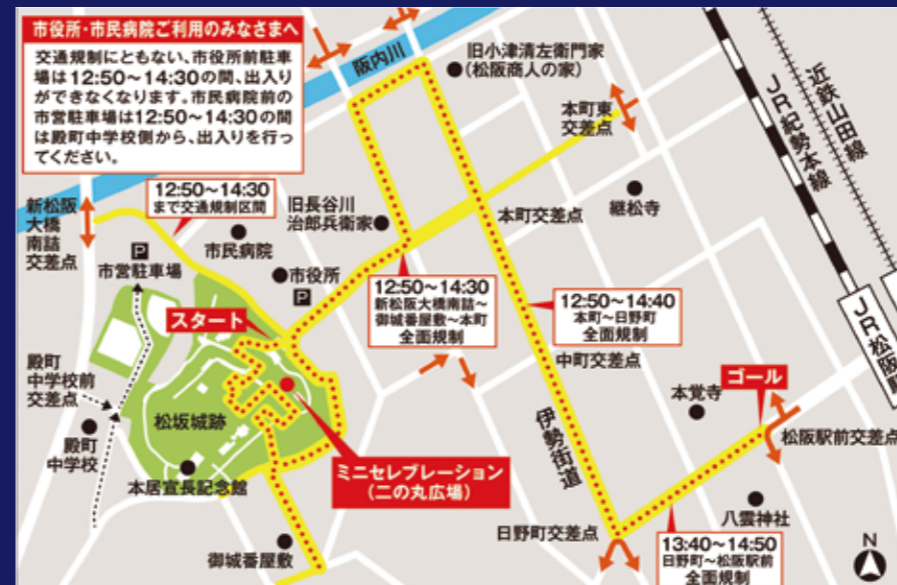 市役所・市民病院ご利用のみなさまへ
交通規制にともない、市役所前駐車
場は12:50〜14:30の間、出入り
ができなくなります。市民病院前の
市営駐車場は12:50〜14:30の間
は殿町中学校側から、出入りを行っ
てください。
阪内川
旧小津清左衛門家
(松阪商人の家)
本町東
交差点
JR紀勢本線
近鉄山田線
新松阪
大橋
南詰
交差点
12:50〜14:30
まで交通規制区間
旧長谷川
治郎兵衛家
本町交差点
継松寺
市民病院
P
市営駐車場
市役所
P
12:50〜14:30
新松阪大橋南詰〜
御城番屋敷〜本町
全面規制
12:50〜14:40
本町〜日野町
全面規制
JR松阪駅
スタート
中町交差点
殿町
中学校前
交差点
松坂城跡
本覚寺
ゴール
殿町
中学校
伊勢街道
松阪駅前交差点
ミニセレブレーション
(二の丸広場)
本居宣長記念館
八雲神社
日野町交差点
御城番屋敷
13:40〜14:50
日野町〜松阪駅前
全面規制
N